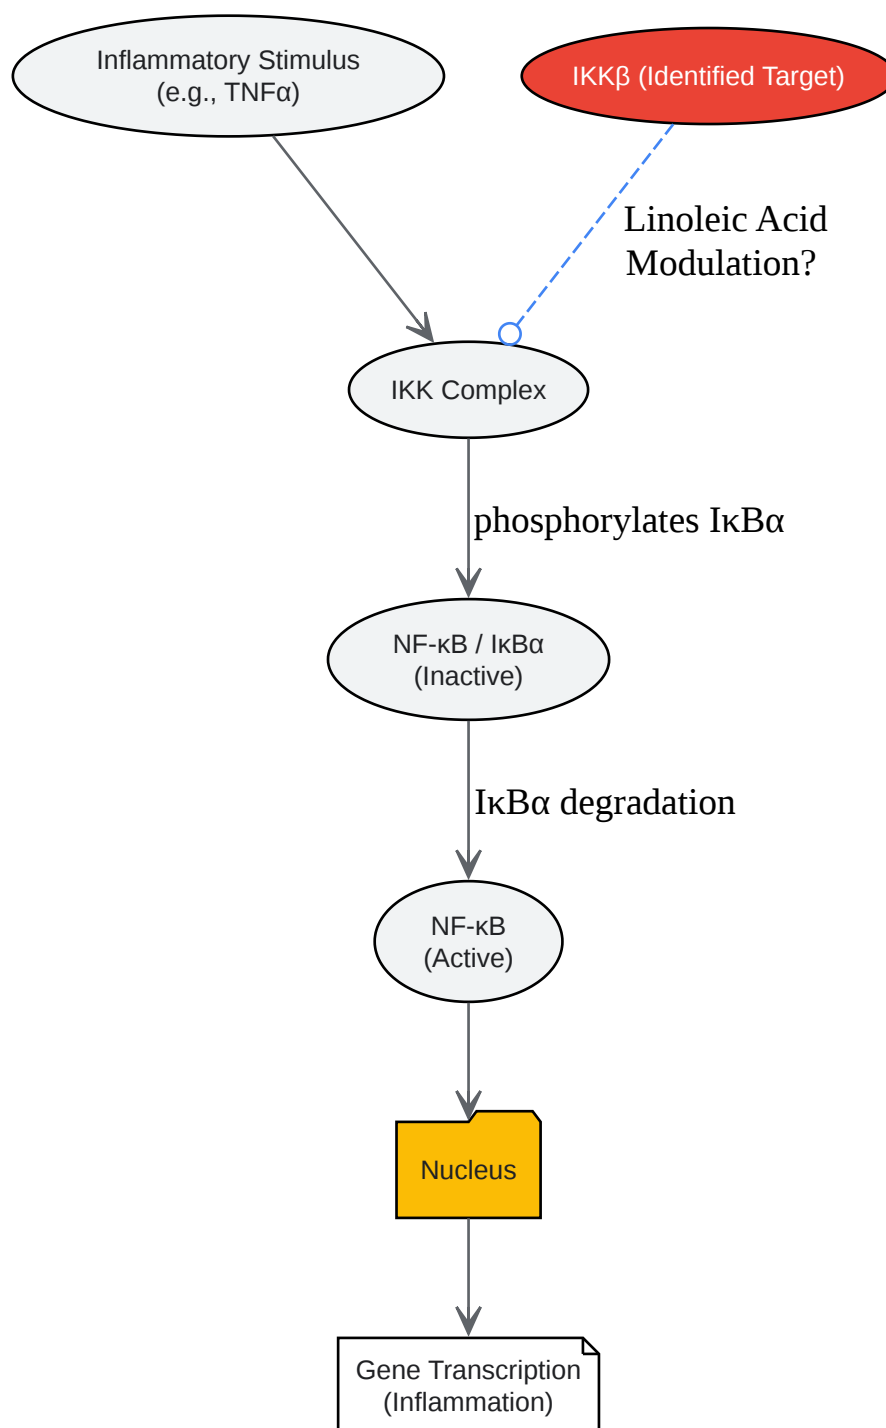 Inflammatory Stimulus
(e.g., TNFα)
IKKβ (Identified Target)
Linoleic Acid
Modulation?
IKK Complex
phosphorylates IκBα
NF-κB / IκBα
(Inactive)
IκBα degradation
NF-κB
(Active)
Nucleus
Gene Transcription
(Inflammation)